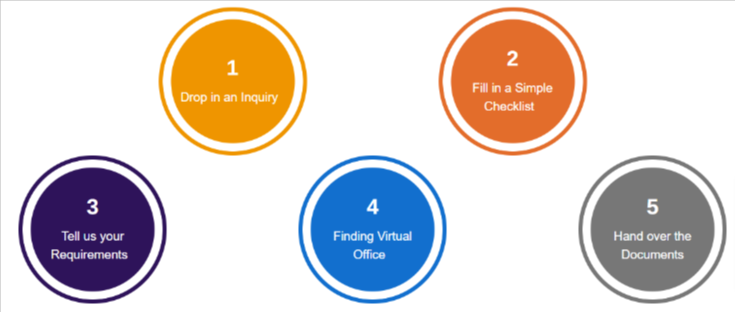 1
Drop in an Inquiry
2
Fill in a Simple
Checklist
3
Tell us your
Requirements
4
Finding Virtual
Office
5
Hand over the
Documents